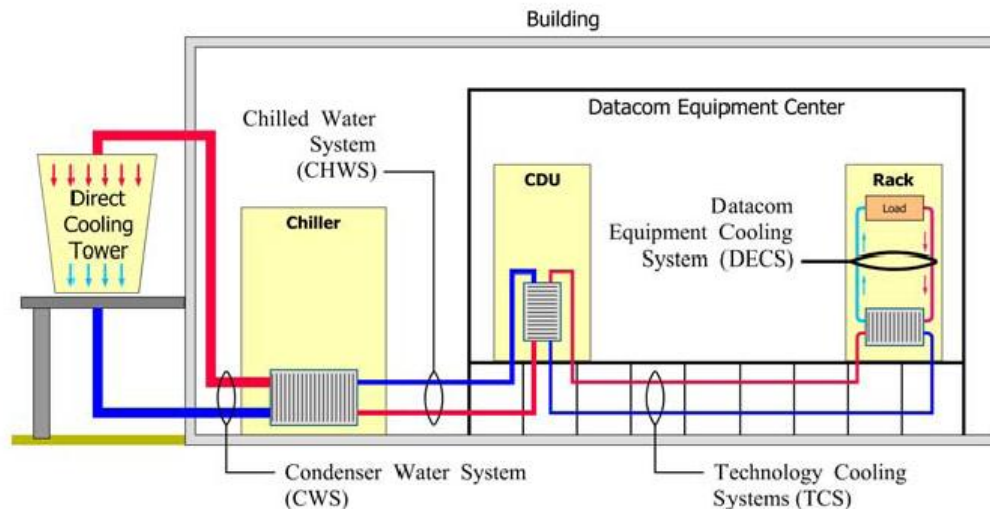 Building
Datacom Equipment Center
Chilled Water
System
(CHWS)
CDU
Rack
Load
Direct
Cooling
Tower
Chiller
Datacom
Equipment Cooling
System (DECS)
Condenser Water System
(CWS)
Technology Cooling
Systems (TCS)